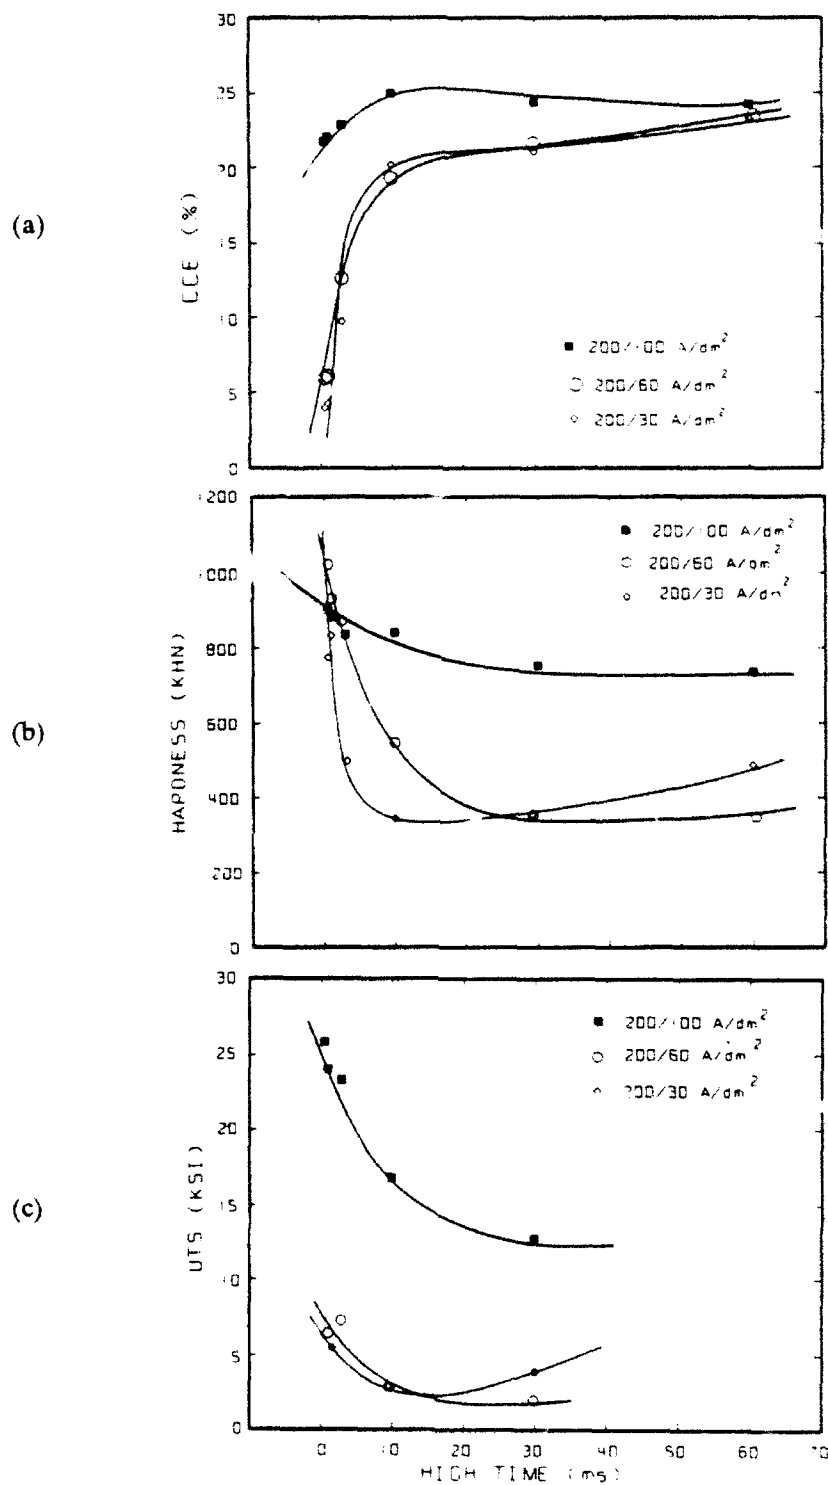 30
25
20
15
10
5
0
CCE (%)
(a)
200/100 A/dm²
200/60 A/dm²
200/30 A/dm²
1200
1000
800
600
400
200
0
HARDNESS (KHN)
(b)
200/100 A/dm²
200/60 A/dm²
200/30 A/dm²
30
25
20
15
10
5
0
UTS (KSI)
(c)
200/100 A/dm²
200/60 A/dm²
200/30 A/dm²
0 10 20 30 40 50 60 70
HIGH TIME (ms)